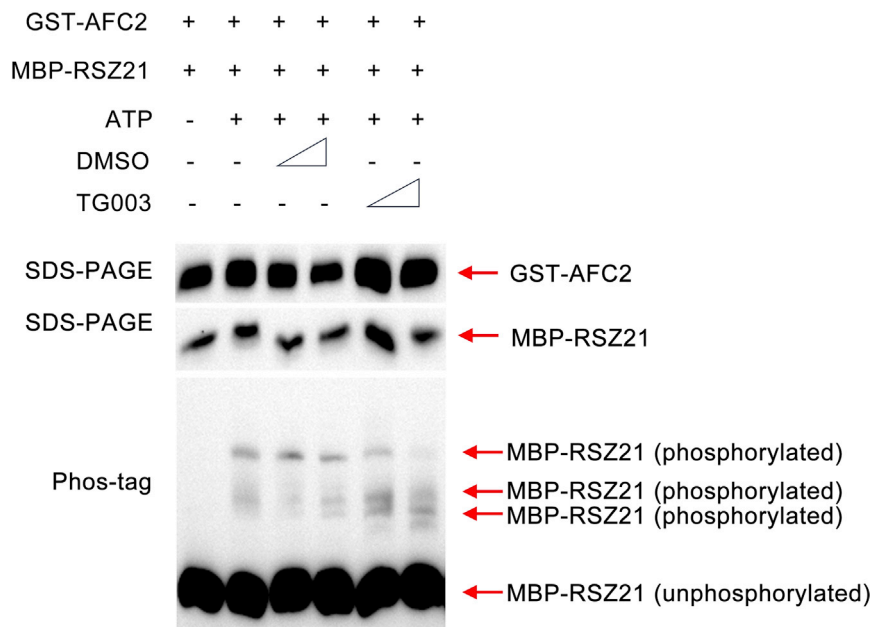 GST-AFC2 + + + + + +
MBP-RSZ21 + + + + + +
ATP - + + + + +
DMSO - - - -
TG003 - - - -
SDS-PAGE GST-AFC2
SDS-PAGE MBP-RSZ21
MBP-RSZ21 (phosphorylated)
Phos-tag MBP-RSZ21 (phosphorylated)
MBP-RSZ21 (phosphorylated)
MBP-RSZ21 (unphosphorylated)